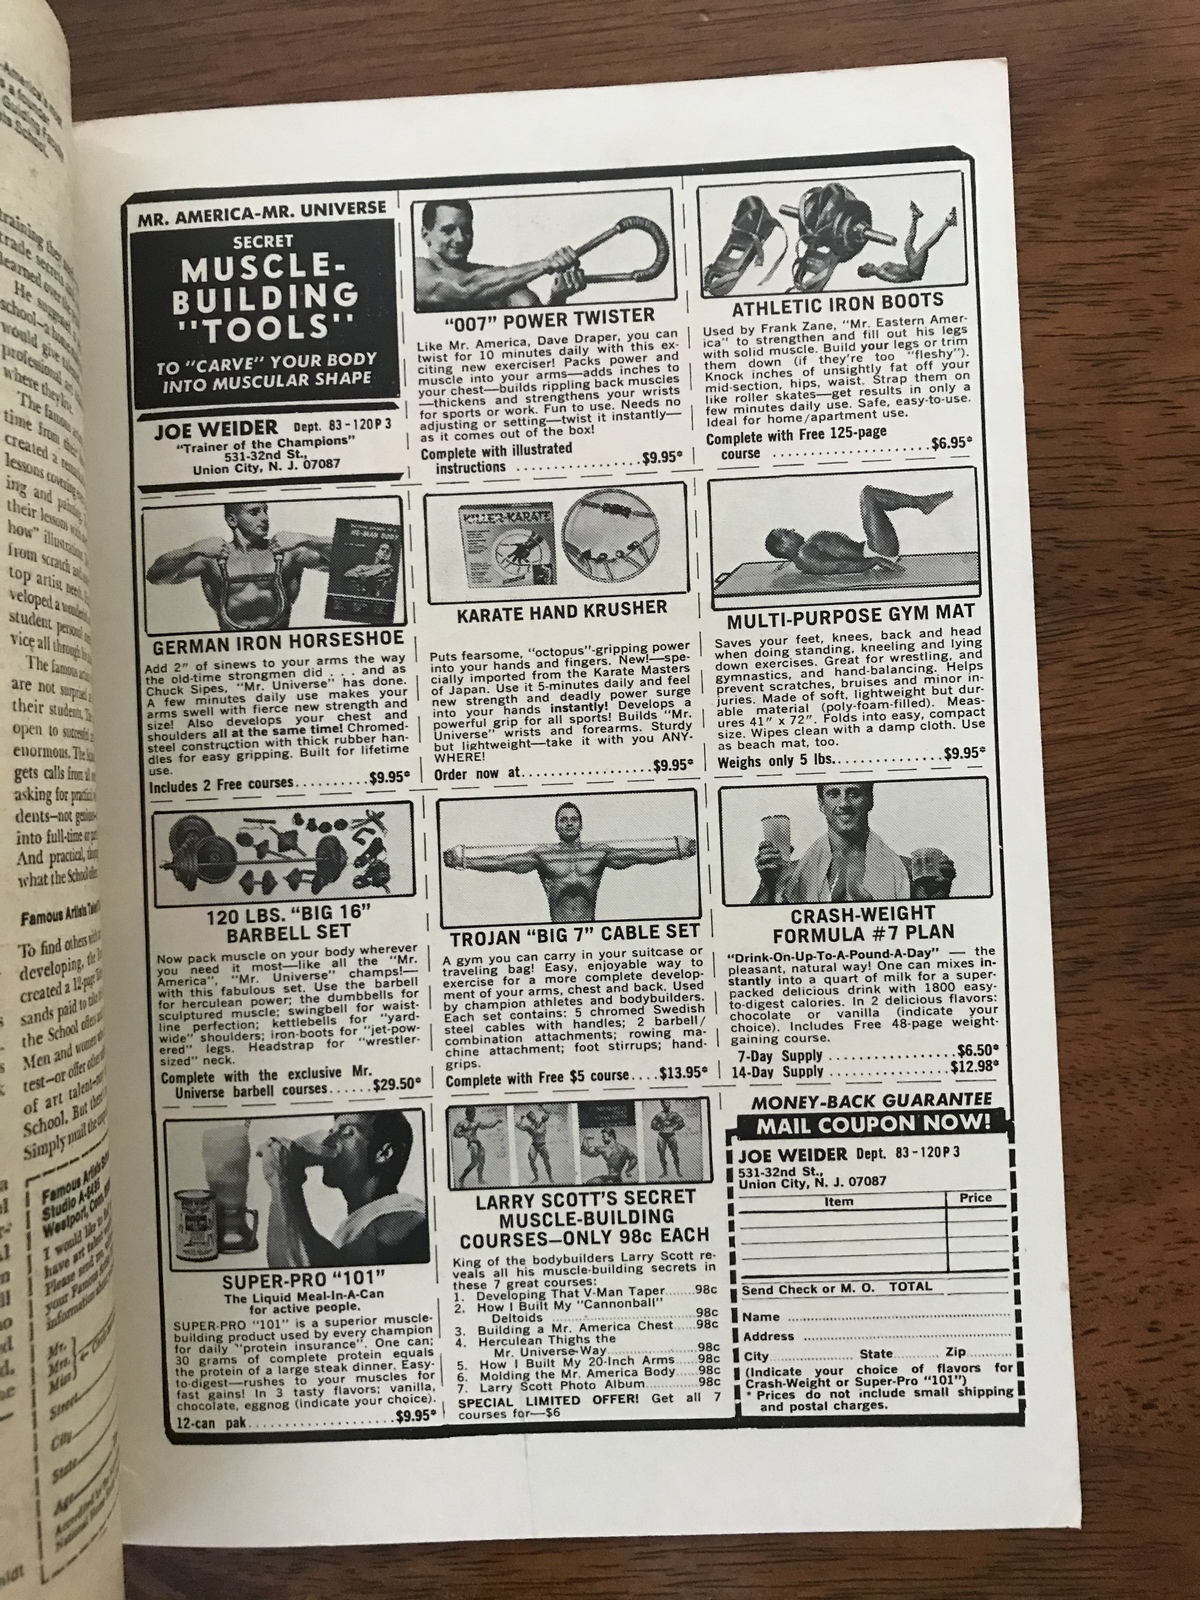 MR. AMERICA-MR. UNIVERSE
SECRET
MUSCLE-
BUILDING
"TOOLS"
TO "CARVE" YOUR BODY
INTO MUSCULAR SHAPE
JOE WEIDER Dept. 83-120P3
"Trainer of the Champions"
531-32nd St.,
Union City, N. J. 07087
"007" POWER TWISTER
Like Mr. America, Dave Draper, you can
twist for 10 minutes daily with this ex-
citing new exerciser! Packs power and
muscle into your arms—adds inches to
your chest—builds rippling back muscles
—thickens and strengthens your wrists
for sports or work. Fun to use. Needs no
adjusting or setting—twist it instantly—
as it comes out of the box!
Complete with illustrated
instructions ..................$9.95*
ATHLETIC IRON BOOTS
Used by Frank Zane, "Mr. Eastern Amer-
ica" to strengthen and fill out his legs
with solid muscle. Build your legs or trim
them down (if they're too "fleshy").
Knock inches of unsightly fat off your
mid-section, hips, waist. Strap them on
like roller skates—get results in only a
few minutes daily use. Safe, easy-to-use.
Ideal for home/apartment use.
Complete with Free 125-page
course ......................$6.95*
GERMAN IRON HORSESHOE
Add 2" of sinews to your arms the way
the old-time strongmen did . . . and as
Chuck Sipes, "Mr. Universe" has done.
A few minutes daily use makes your
arms swell with fierce new strength and
size! Also develops your chest and
shoulders all at the same time! Chromed-
steel construction with thick rubber han-
dles for easy gripping. Built for lifetime
use.
Includes 2 Free courses..........$9.95*
KILLER-KARATE
KARATE HAND KRUSHER
Puts fearsome, "octopus"-gripping power
into your hands and fingers. New!—spe-
cially imported from the Karate Masters
of Japan. Use it 5-minutes daily and feel
new strength and deadly power surge
into your hands instantly! Develops a
powerful grip for all sports! Builds "Mr.
Universe" wrists and forearms. Sturdy
but lightweight—take it with you ANY-
WHERE!
Order now at..................$9.95*
MULTI-PURPOSE GYM MAT
Saves your feet, knees, back and head
when doing standing, kneeling and lying
down exercises. Great for wrestling, and
gymnastics, and hand-balancing. Helps
prevent scratches, bruises and minor in-
juries. Made of soft, lightweight but dur-
able material (poly-foam-filled). Meas-
ures 41" x 72". Folds into easy, compact
size. Wipes clean with a damp cloth. Use
as beach mat, too.
Weighs only 5 lbs...............$9.95*
120 LBS. "BIG 16"
BARBELL SET
Now pack muscle on your body wherever
you need it most—like all the "Mr.
America", "Mr. Universe" champs!—
with this fabulous set. Use the barbell
for herculean power; the dumbbells for
sculptured muscle; swingbell for waist-
line perfection; kettlebells for "yard-
wide" shoulders; iron-boots for "jet-pow-
ered" legs. Headstrap for "wrestler-
sized" neck.
Complete with the exclusive Mr.
Universe barbell courses......$29.50*
TROJAN "BIG 7" CABLE SET
A gym you can carry in your suitcase or
traveling bag! Easy, enjoyable way to
exercise for a more complete develop-
ment of your arms, chest and back. Used
by champion athletes and bodybuilders.
Each set contains: 5 chromed Swedish
steel cables with handles; 2 barbell/
combination attachments; rowing ma-
chine attachment; foot stirrups; hand-
grips.
Complete with Free $5 course....$13.95*
CRASH-WEIGHT
FORMULA #7 PLAN
"Drink-On-Up-To-A-Pound-A-Day" — the
pleasant, natural way! One can mixes in-
stantly into a quart of milk for a super-
packed delicious drink with 1800 easy-
to-digest calories. In 2 delicious flavors:
chocolate or vanilla (indicate your
choice). Includes Free 48-page weight-
gaining course.
7-Day Supply ..................$6.50*
14-Day Supply .................$12.98*
SUPER-PRO "101"
The Liquid Meal-In-A-Can
for active people.
SUPER-PRO "101" is a superior muscle-
building product used by every champion
for daily "protein insurance". One can;
30 grams of complete protein equals
the protein of a large steak dinner. Easy-
to-digest—rushes to your muscles for
fast gains! In 3 tasty flavors; vanilla,
chocolate, eggnog (indicate your choice).
12-can pak......................$9.95*
LARRY SCOTT'S SECRET
MUSCLE-BUILDING
COURSES—ONLY 98c EACH
King of the bodybuilders Larry Scott re-
veals all his muscle-building secrets in
these 7 great courses:
1. Developing That V-Man Taper......98c
2. How I Built My "Cannonball"
Deltoids ......................98c
3. Building a Mr. America Chest.....98c
4. Herculean Thighs the
Mr. Universe-Way................98c
5. How I Built My 20-Inch Arms......98c
6. Molding the Mr. America Body.....98c
7. Larry Scott Photo Album..........98c
SPECIAL LIMITED OFFER! Get all 7
courses for—$6
MONEY-BACK GUARANTEE
MAIL COUPON NOW!
JOE WEIDER Dept. 83-120P3
531-32nd St.,
Union City, N. J. 07087
Item Price
Send Check or M. O. TOTAL
Name
Address
City State Zip
(Indicate your choice of flavors for
Crash-Weight or Super-Pro "101")
* Prices do not include small shipping
and postal charges.